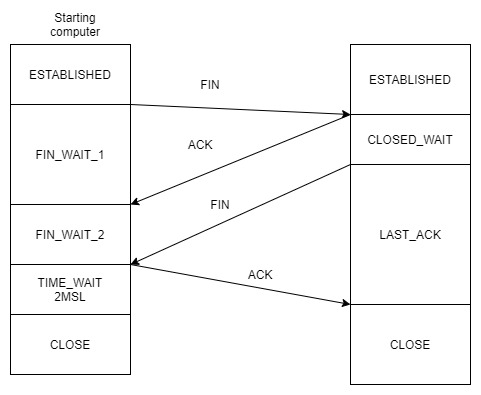 Starting
computer
ESTABLISHED
ESTABLISHED
FIN
CLOSED_WAIT
ACK
FIN_WAIT_1
FIN
FIN_WAIT_2
LAST_ACK
ACK
TIME_WAIT
2MSL
CLOSE
CLOSE